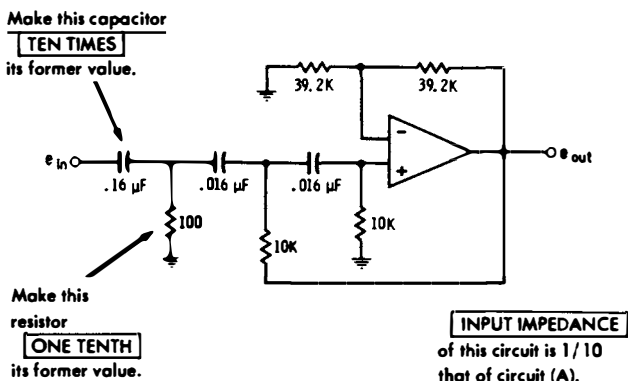 Make this capacitor
TEN TIMES
its former value.
39.2K
39.2K
-
+
e in
e out
.16 µF
.016 µF
.016 µF
100
10K
10K
Make this
resistor
ONE TENTH
its former value.
INPUT IMPEDANCE
of this circuit is 1/10
that of circuit (A).